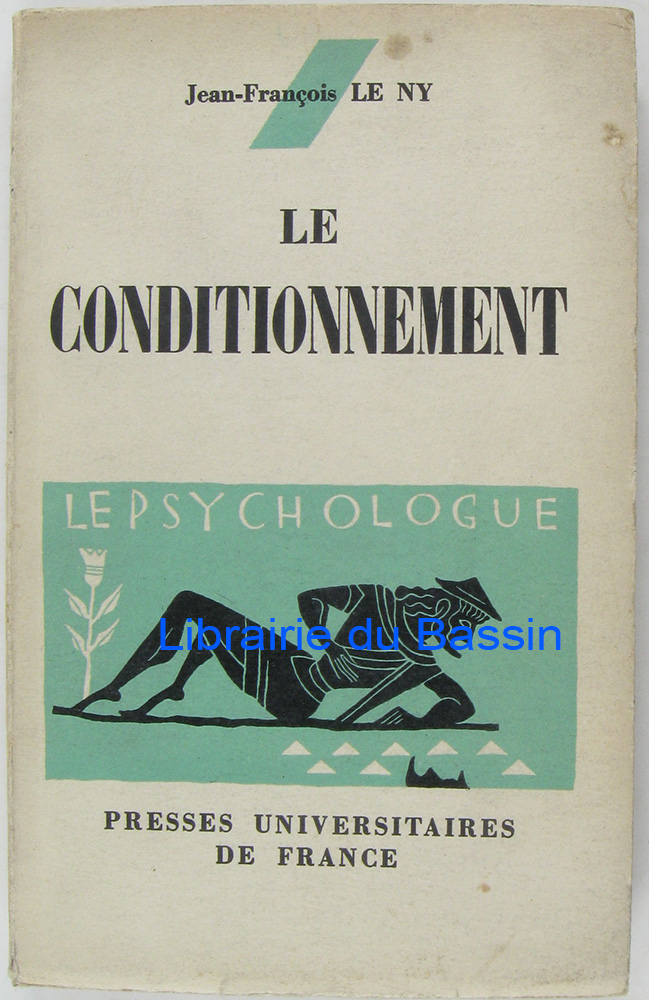 Jean-François LE NY
LE
CONDITIONNEMENT
LE PSYCHOLOGUE
Librairie du Bassin
PRESSES UNIVERSITAIRES
DE FRANCE